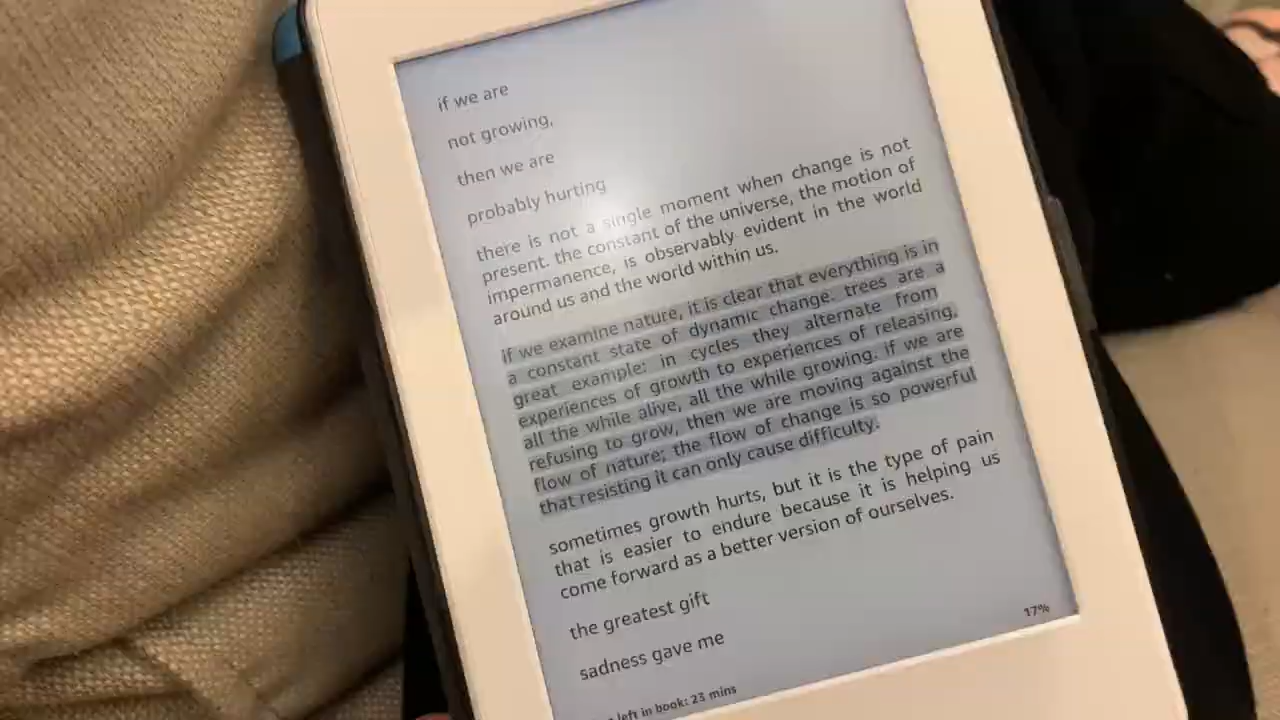 if we are
not growing,
then we are
probably hurting
there is not a single moment when change is not
present. the constant of the universe, the motion of
impermanence, is observably evident in the world
around us and the world within us.
if we examine nature, it is clear that everything is in
a constant state of dynamic change. trees are a
great example: in cycles they alternate from
experiences of growth to experiences of releasing,
all the while alive, all the while growing. if we are
refusing to grow, then we are moving against the
flow of nature; the flow of change is so powerful
that resisting it can only cause difficulty.
sometimes growth hurts, but it is the type of pain
that is easier to endure because it is helping us
come forward as a better version of ourselves.
the greatest gift
sadness gave me
left in book: 23 mins
17%